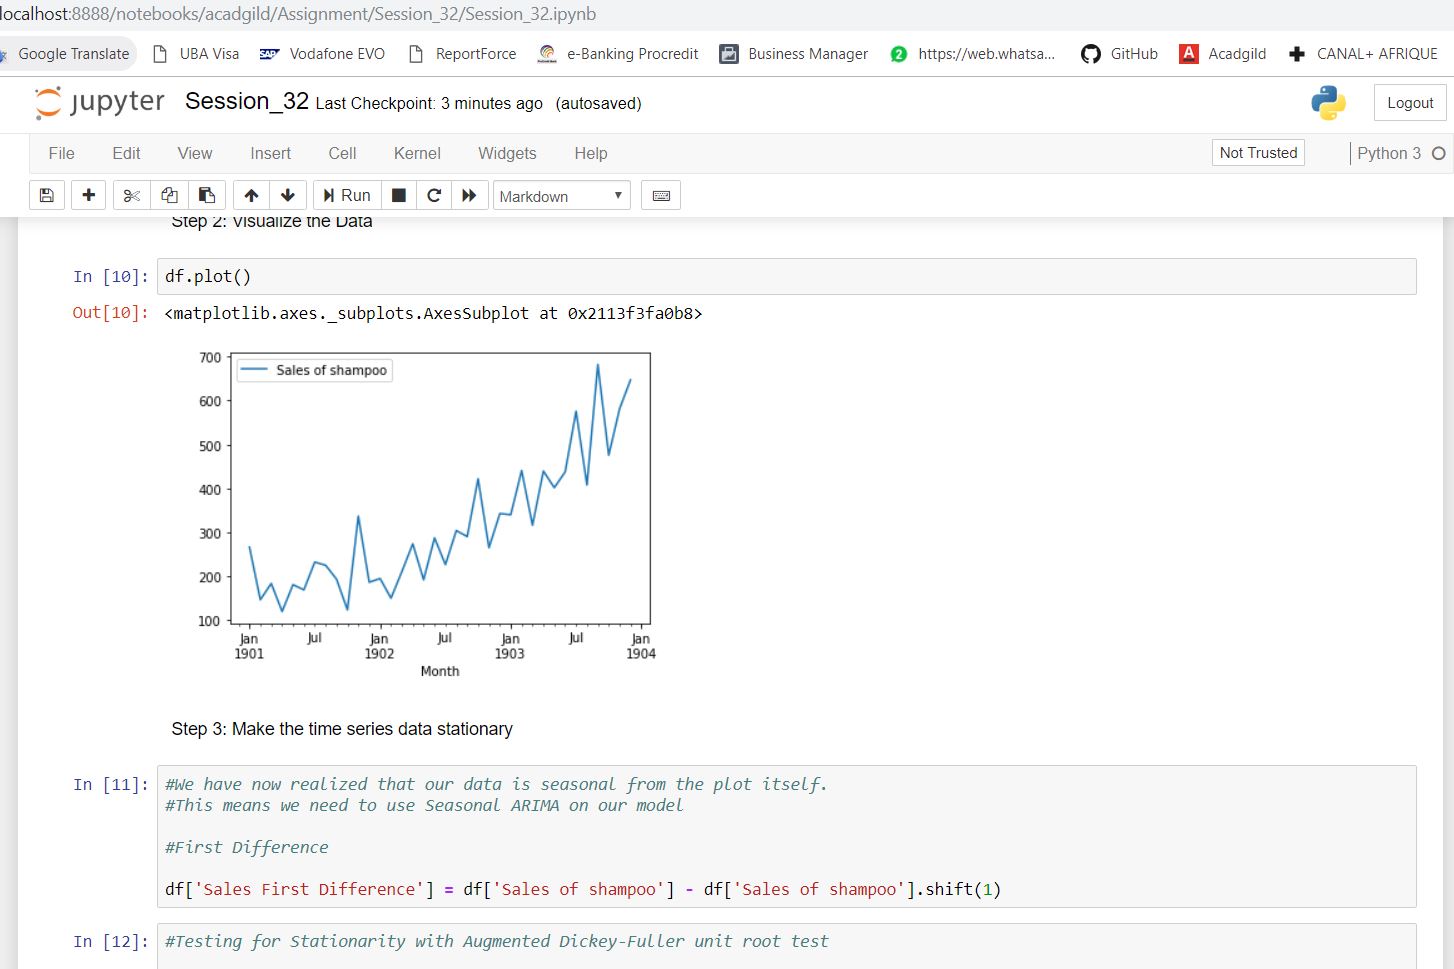 localhost:8888/notebooks/acadgild/Assignment/Session_32/Session_32.ipynb
Google Translate UBA Visa SAP Vodafone EVO ReportForce e-Banking Procredit Business Manager 2 https://web.whatsa... GitHub A Acadgild CANAL+ AFRIQUE
jupyter Session_32 Last Checkpoint: 3 minutes ago (autosaved) Logout
File Edit View Insert Cell Kernel Widgets Help Not Trusted Python 3
Run Markdown
Step 2: Visualize the Data
In [10]: df.plot()
Out[10]: <matplotlib.axes._subplots.AxesSubplot at 0x2113f3fa0b8>
700
Sales of shampoo
600
500
400
300
200
100
Jan Jul Jan Jul Jan Jul Jan
1901 1902 1903 1904
Month
Step 3: Make the time series data stationary
In [11]: #We have now realized that our data is seasonal from the plot itself.
#This means we need to use Seasonal ARIMA on our model
#First Difference
df['Sales First Difference'] = df['Sales of shampoo'] - df['Sales of shampoo'].shift(1)
In [12]: #Testing for Stationarity with Augmented Dickey-Fuller unit root test